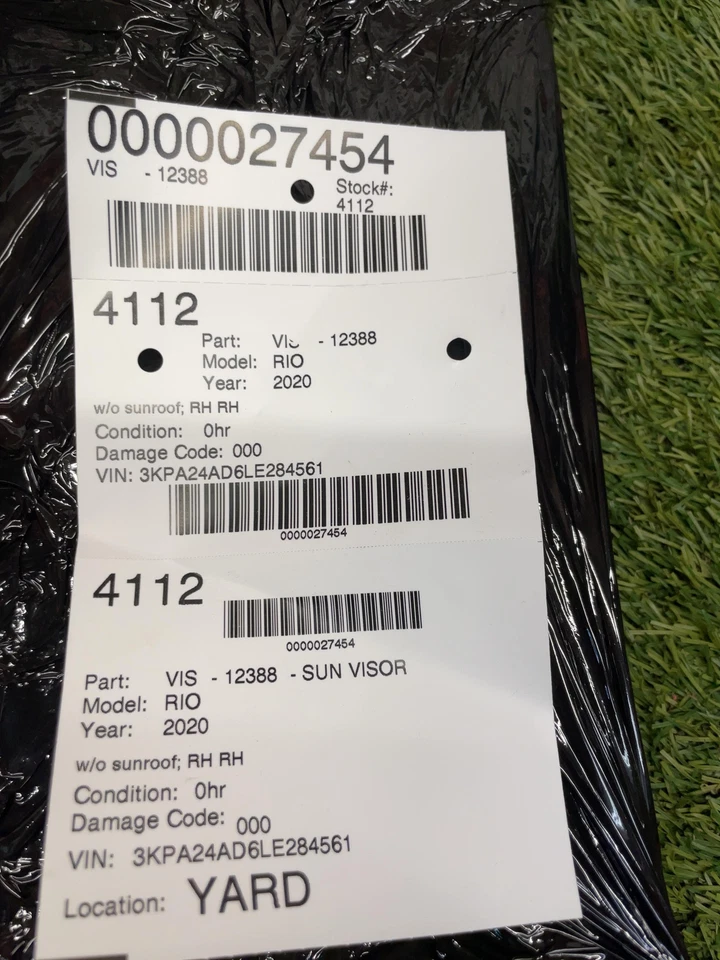 0000027454
VIS - 12388
Stock#:
4112
4112
Part: - 12388
Model: RIO
Year: 2020
w/o sunroof; RH RH
Condition: 0hr
Damage Code: 000
VIN: 3KPA24AD6LE284561
0000027454
4112
0000027454
Part: VIS - 12388 - SUN VISOR
Model: RIO
Year: 2020
w/o sunroof; RH RH
Condition: 0hr
Damage Code: 000
VIN: 3KPA24AD6LE284561
Location: YARD